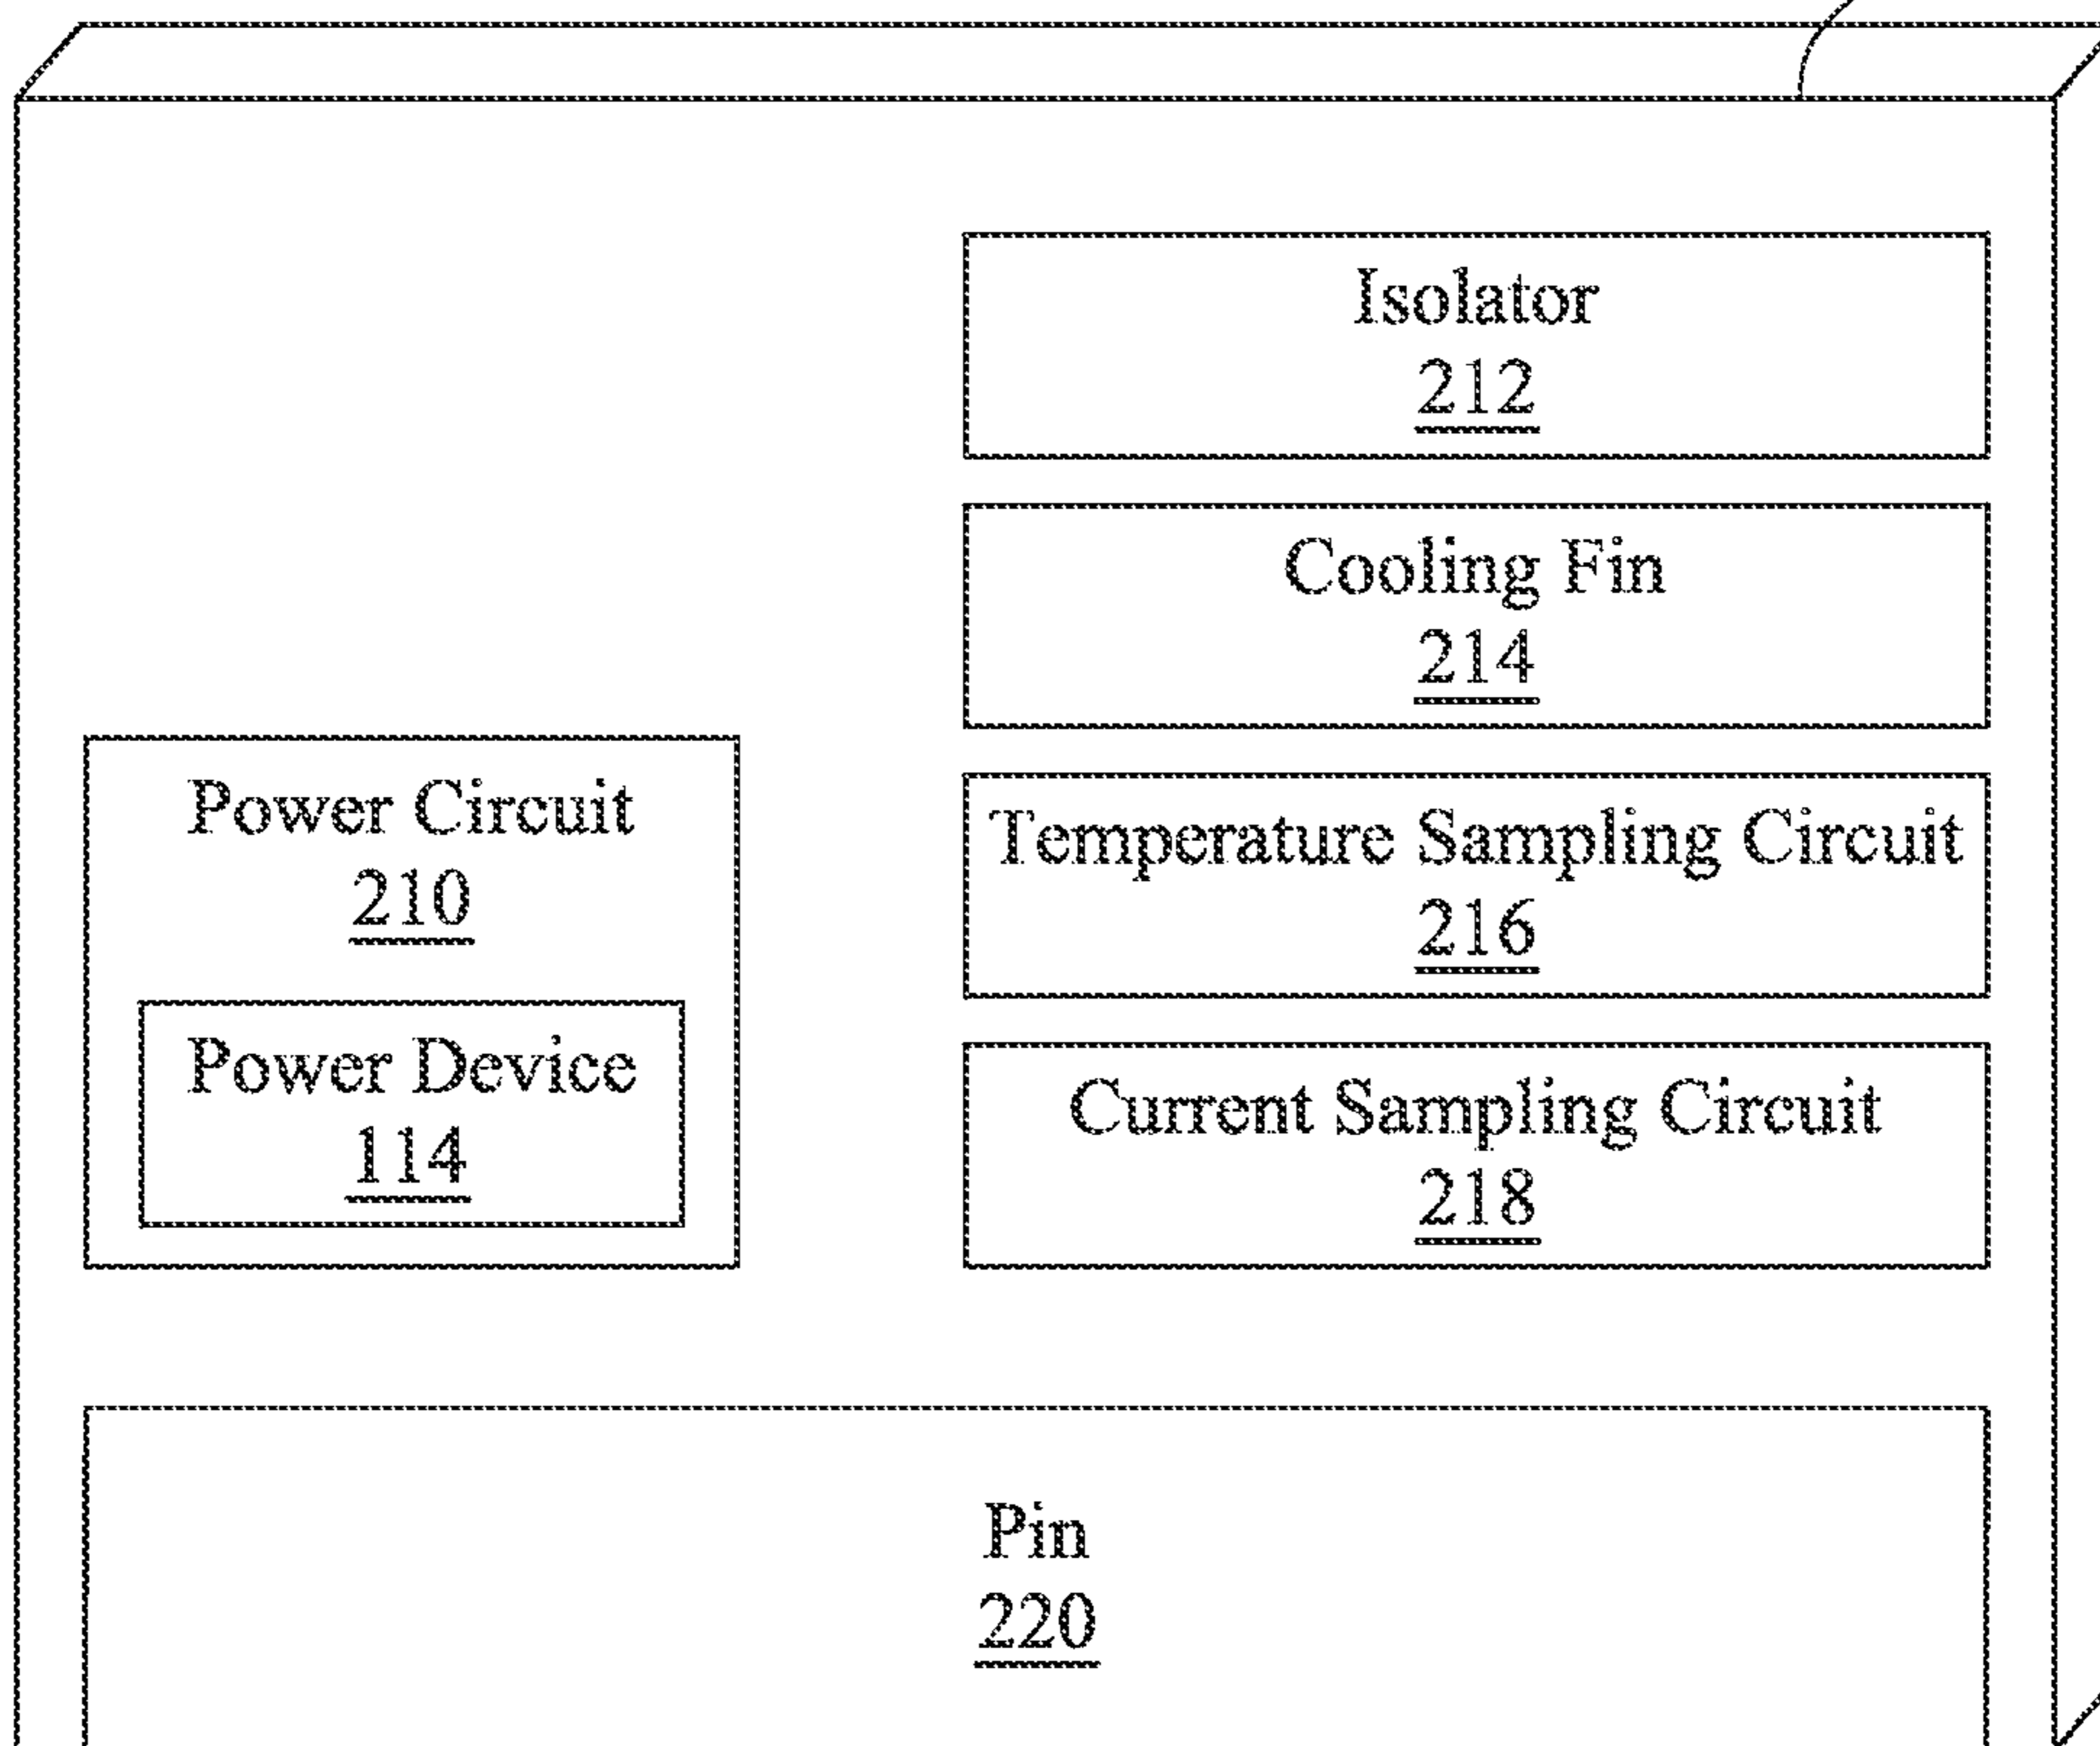 Isolator
212
Cooling Fin
214
Power Circuit
210
Temperature Sampling Circuit
216
Power Device
114
Current Sampling Circuit
218
Pin
220